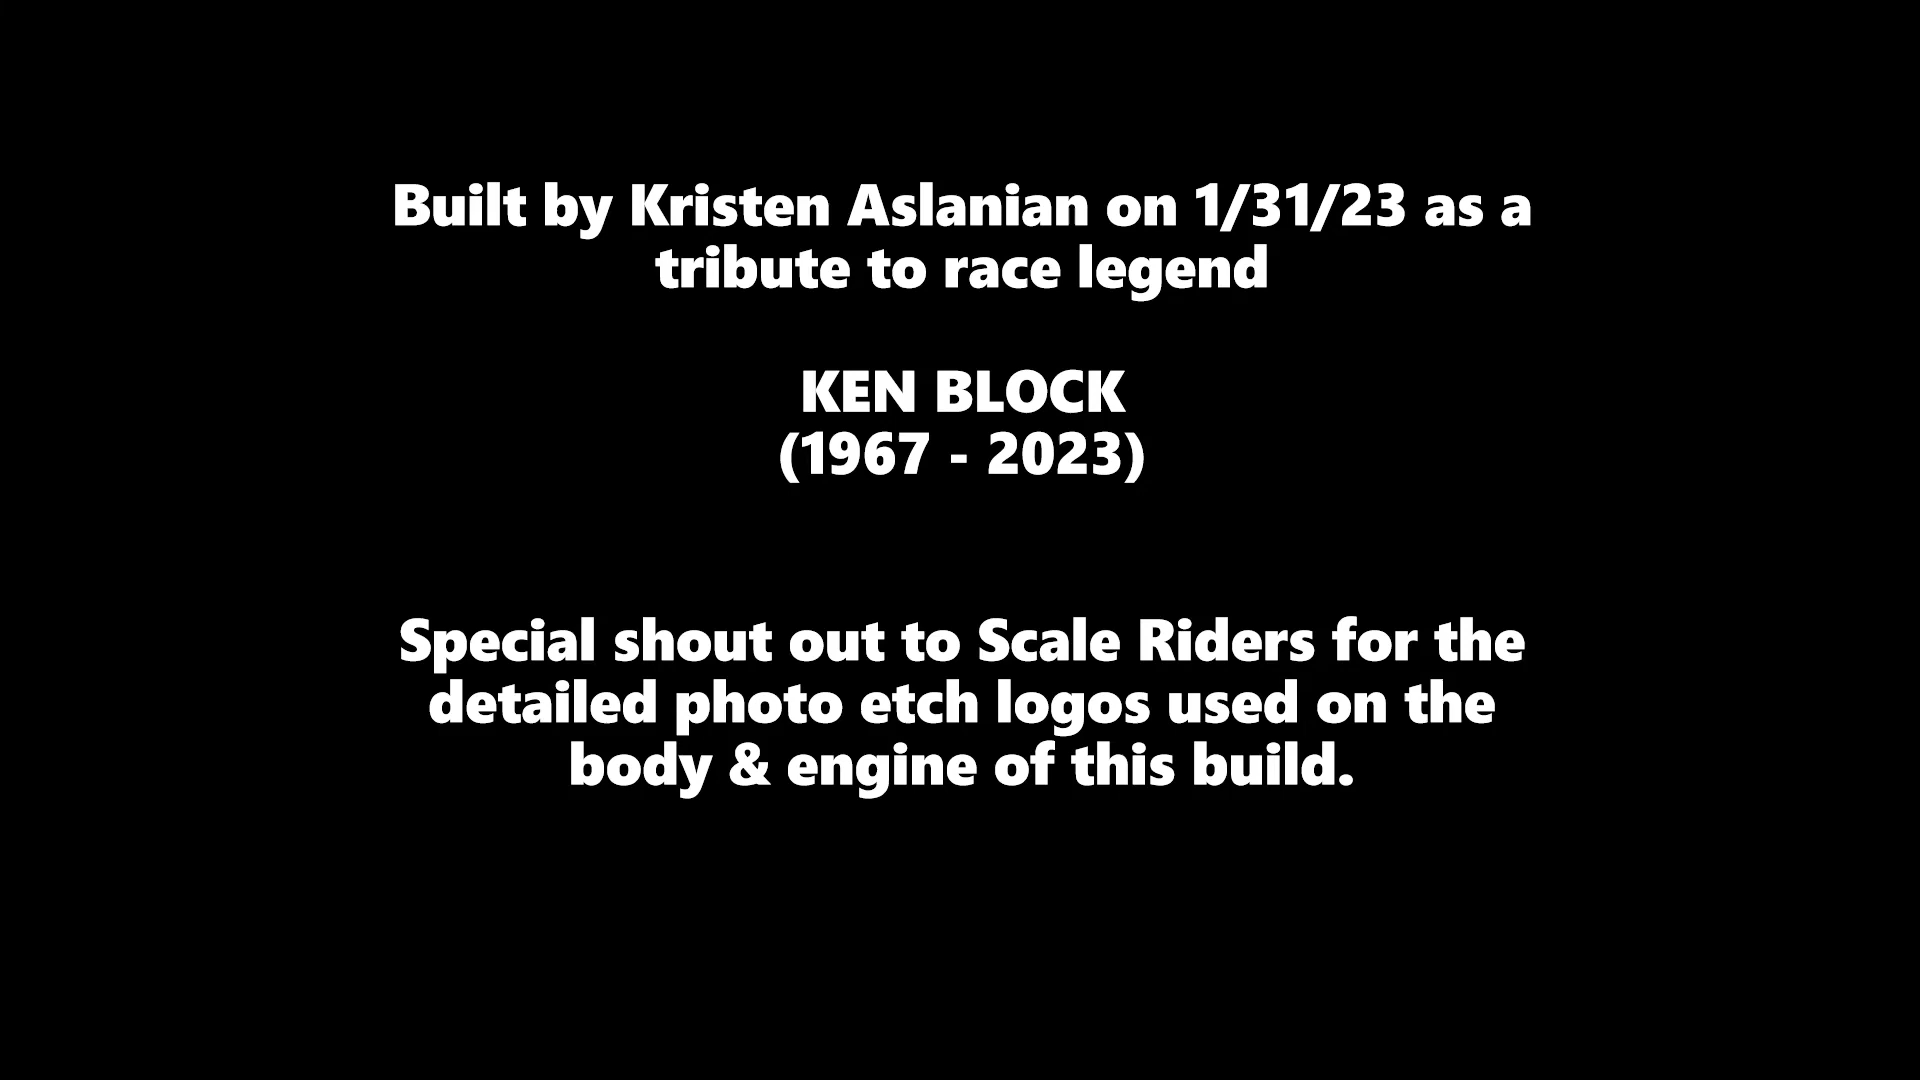 Built by Kristen Aslanian on 1/31/23 as a
tribute to race legend
KEN BLOCK
(1967 - 2023)
Special shout out to Scale Riders for the
detailed photo etch logos used on the
body & engine of this build.